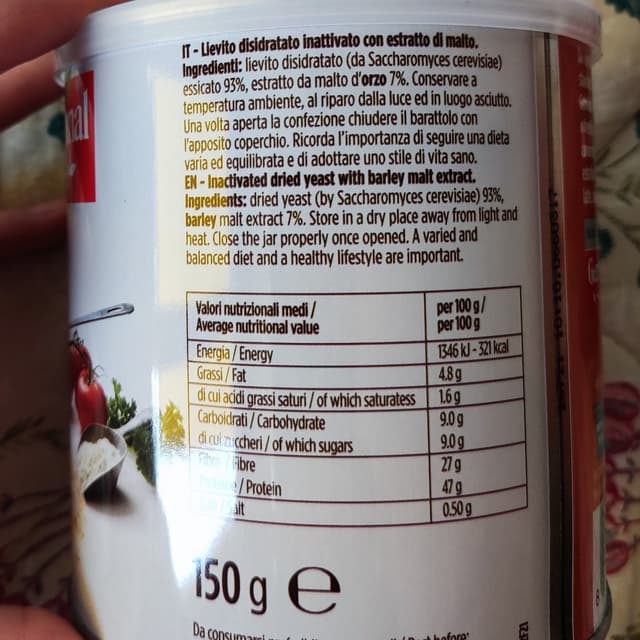 nal
IT - Lievito disidratato inattivato con estratto di malto.
Ingredienti: lievito disidratato (da Saccharomyces cerevisiae)
essicato 93%, estratto da malto d'orzo 7%. Conservare a
temperatura ambiente, al riparo dalla luce ed in luogo asciutto.
Una volta aperta la confezione chiudere il barattolo con
l'apposito coperchio. Ricorda l'importanza di seguire una dieta
varia ed equilibrata e di adottare uno stile di vita sano.
EN - Inactivated dried yeast with barley malt extract.
Ingredients: dried yeast (by Saccharomyces cerevisiae) 93%,
barley malt extract 7%. Store in a dry place away from light and
heat. Close the jar properly once opened. A varied and
balanced diet and a healthy lifestyle are important.
Valori nutrizionali medi / per 100 g/
Average nutritional value per 100 g
Energia / Energy 1346 kJ - 321 kcal
Grassi / Fat 4.8 g
di cui acidi grassi saturi / of which saturatess 1.6 g
Carboidrati / Carbohydrate 9.0 g
di cui zuccheri / of which sugars 9.0 g
Fibre 27 g
/ Protein 47 g
0.50 g
150 g e
Da